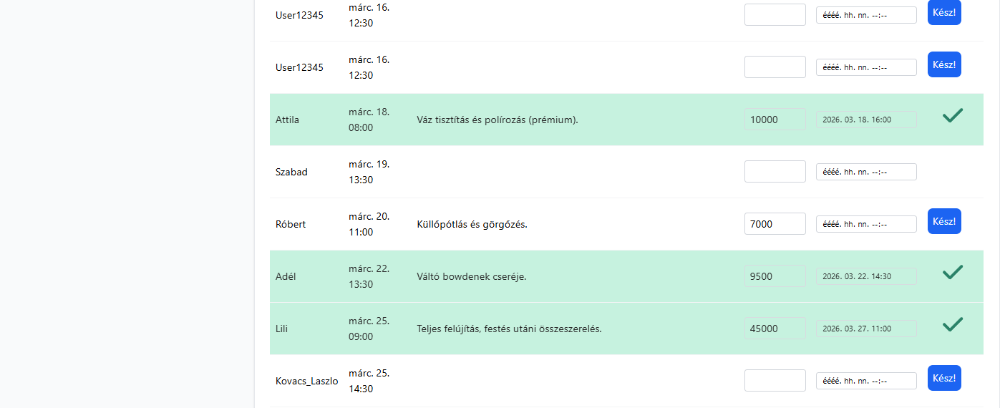 User12345 márc. 16. 12:30 éééé. hh. nn. --:-- Kész!
User12345 márc. 16. 12:30 éééé. hh. nn. --:-- Kész!
Attila márc. 18. 08:00 Váz tisztítás és polírozás (prémium). 10000 2026. 03. 18. 16:00
Szabad márc. 19. 13:30 éééé. hh. nn. --:--
Róbert márc. 20. 11:00 Küllőpótlás és görgőzés. 7000 éééé. hh. nn. --:-- Kész!
Adél márc. 22. 13:30 Váltó bowdenek cseréje. 9500 2026. 03. 22. 14:30
Lili márc. 25. 09:00 Teljes felújítás, festés utáni összeszerelés. 45000 2026. 03. 27. 11:00
Kovacs_Laszlo márc. 25. 14:30 éééé. hh. nn. --:-- Kész!